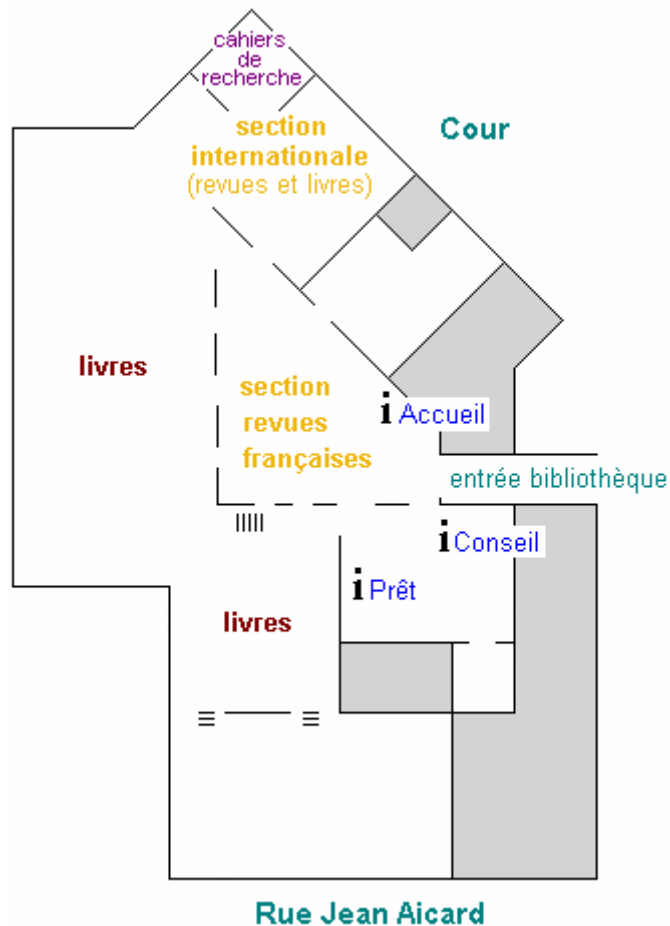 cahiers
de
recherche
section
internationale
(revues et livres)
Cour
livres
section
revues
françaises
i Accueil
entrée bibliothèque
i Conseil
i Prêt
livres
Rue Jean Aicard